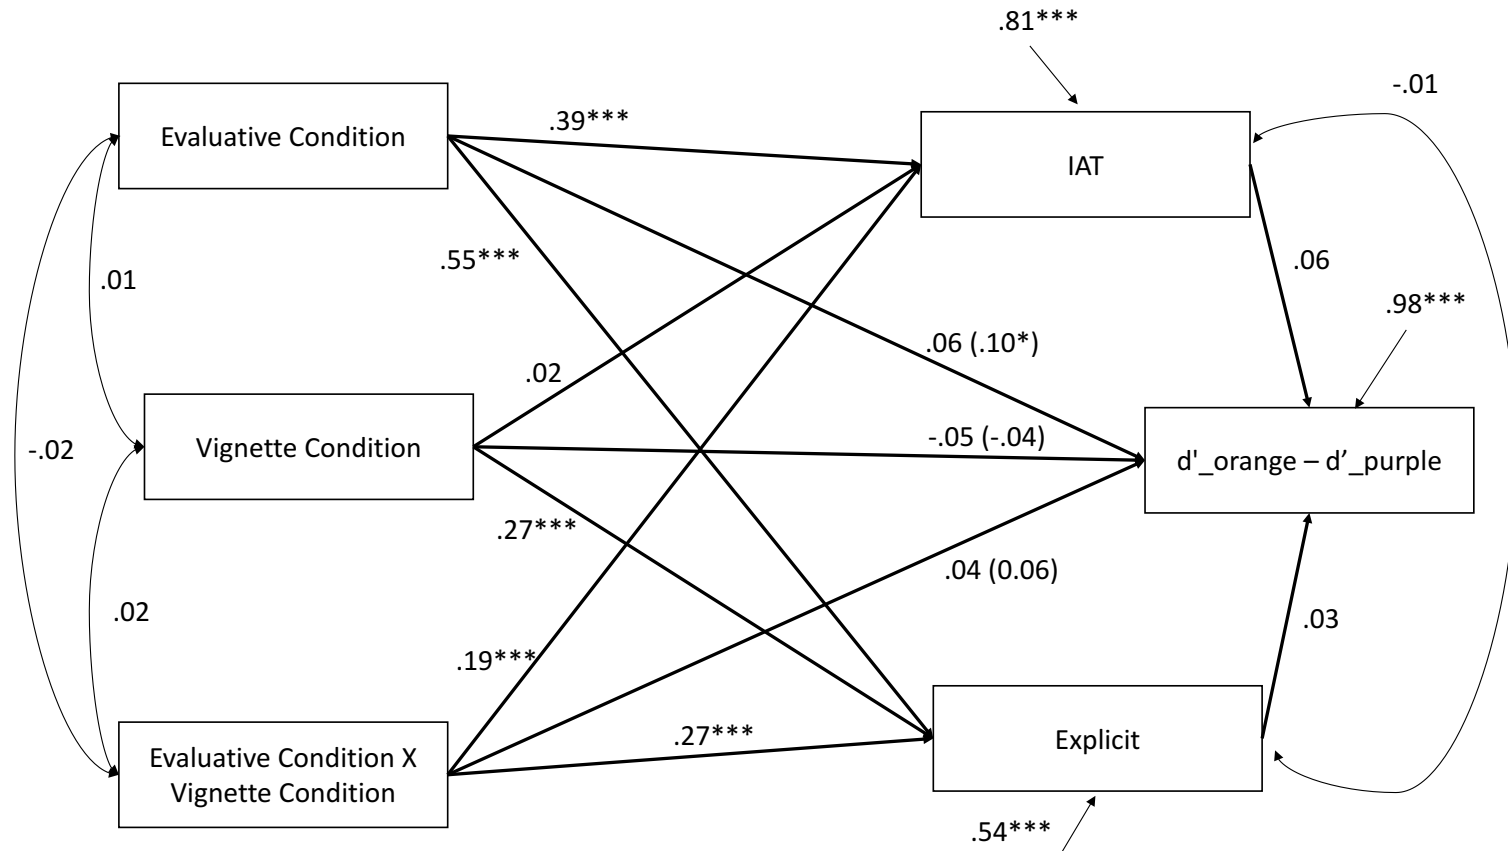 .81***
-.01
Evaluative Condition
.39***
IAT
.55***
.01
.06
.98***
.06 (.10*)
.02
-.05 (-.04)
-.02
Vignette Condition
d'_orange – d’_purple
.27***
.04 (0.06)
.02
.03
.19***
.27***
Explicit
Evaluative Condition X
Vignette Condition
.54***